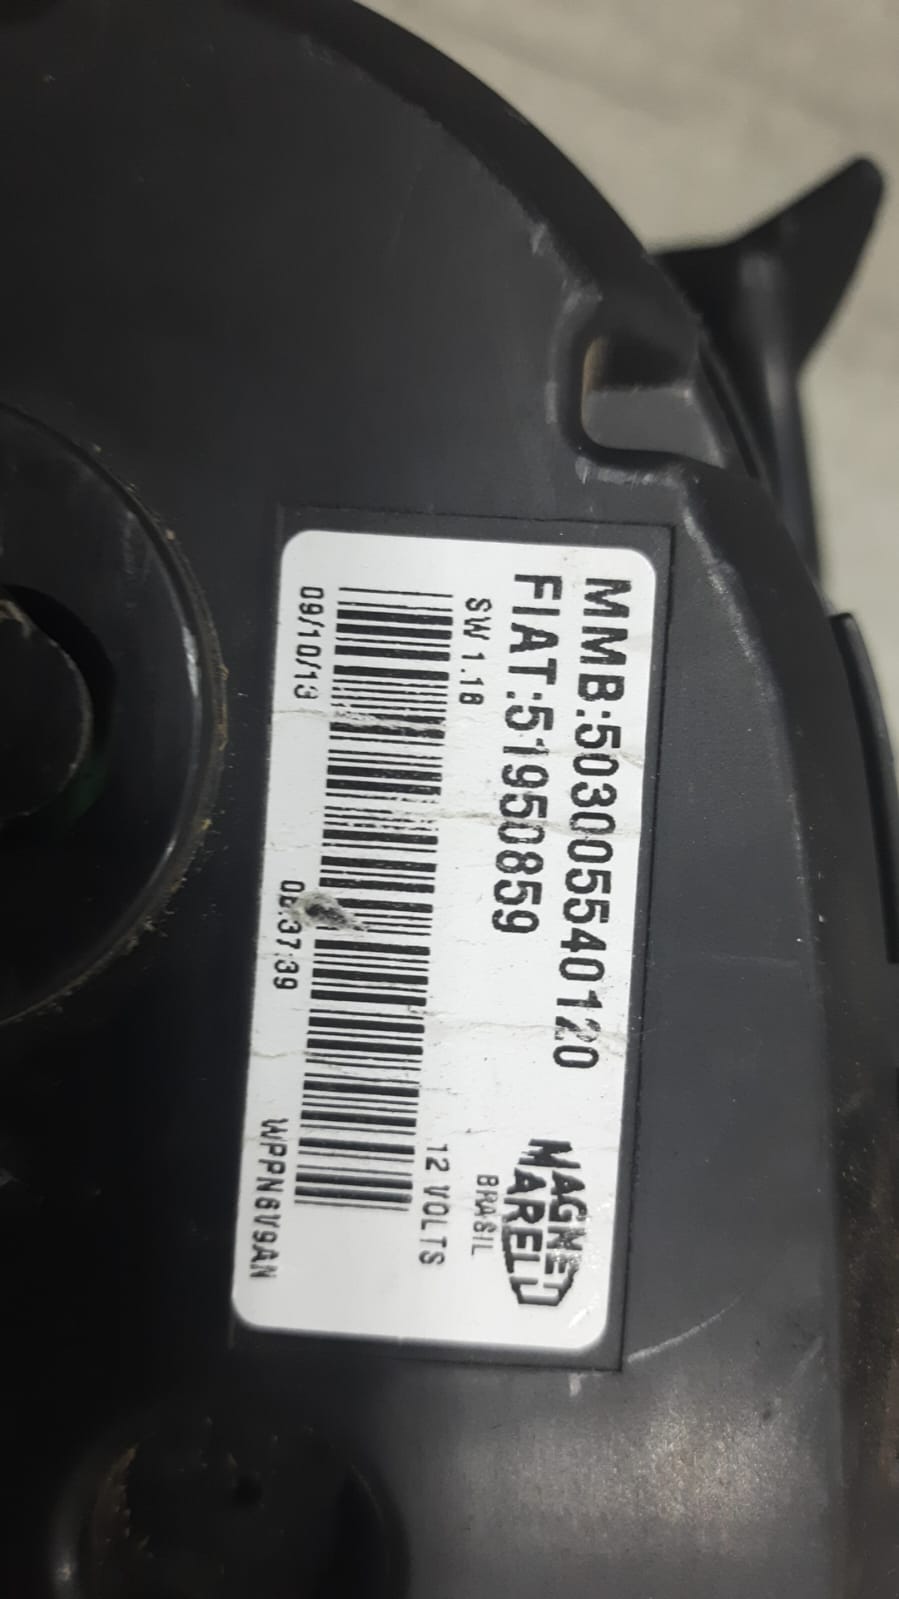 MMB:503005540120
FIAT:51950859
MAGNETI
MARELLI
SW 1.18
BRASIL
12 VOLTS
09/10/13
:37:39
WPPN6V9AN